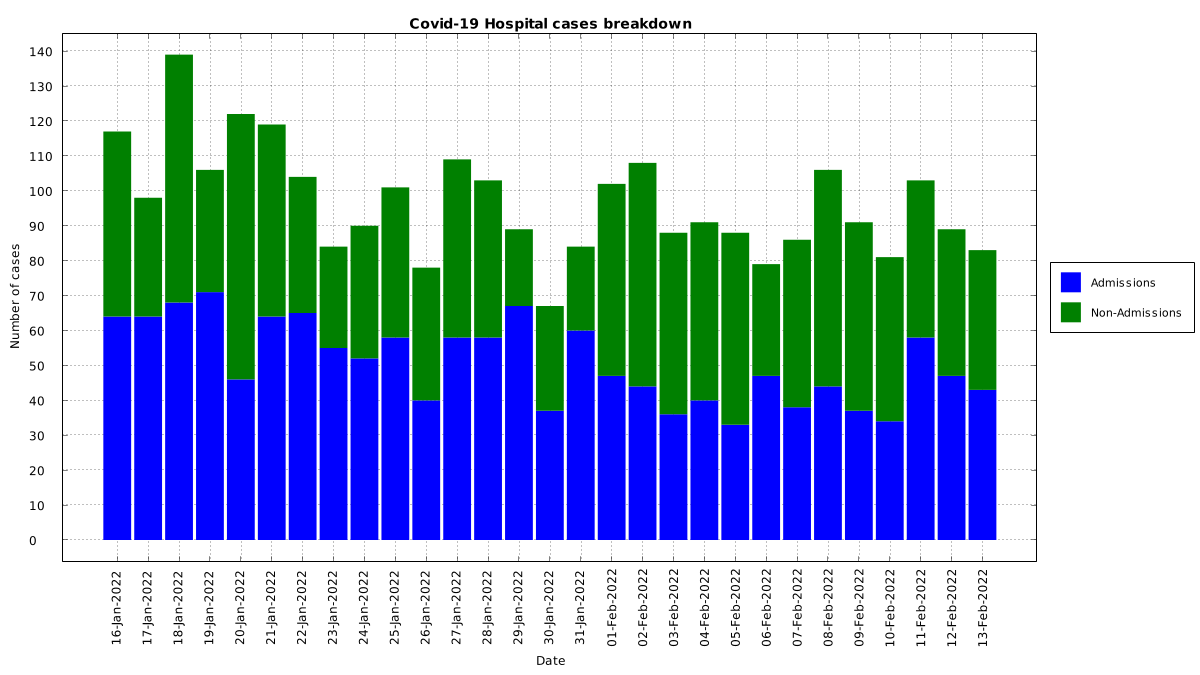 Covid-19 Hospital cases breakdown
140
130
120
110
100
90
80
70
60
50
40
30
20
10
0
Number of cases
16-Jan-2022
17-Jan-2022
18-Jan-2022
19-Jan-2022
20-Jan-2022
21-Jan-2022
22-Jan-2022
23-Jan-2022
24-Jan-2022
25-Jan-2022
26-Jan-2022
27-Jan-2022
28-Jan-2022
29-Jan-2022
30-Jan-2022
31-Jan-2022
01-Feb-2022
02-Feb-2022
03-Feb-2022
04-Feb-2022
05-Feb-2022
06-Feb-2022
07-Feb-2022
08-Feb-2022
09-Feb-2022
10-Feb-2022
11-Feb-2022
12-Feb-2022
13-Feb-2022
Date
Admissions
Non-Admissions